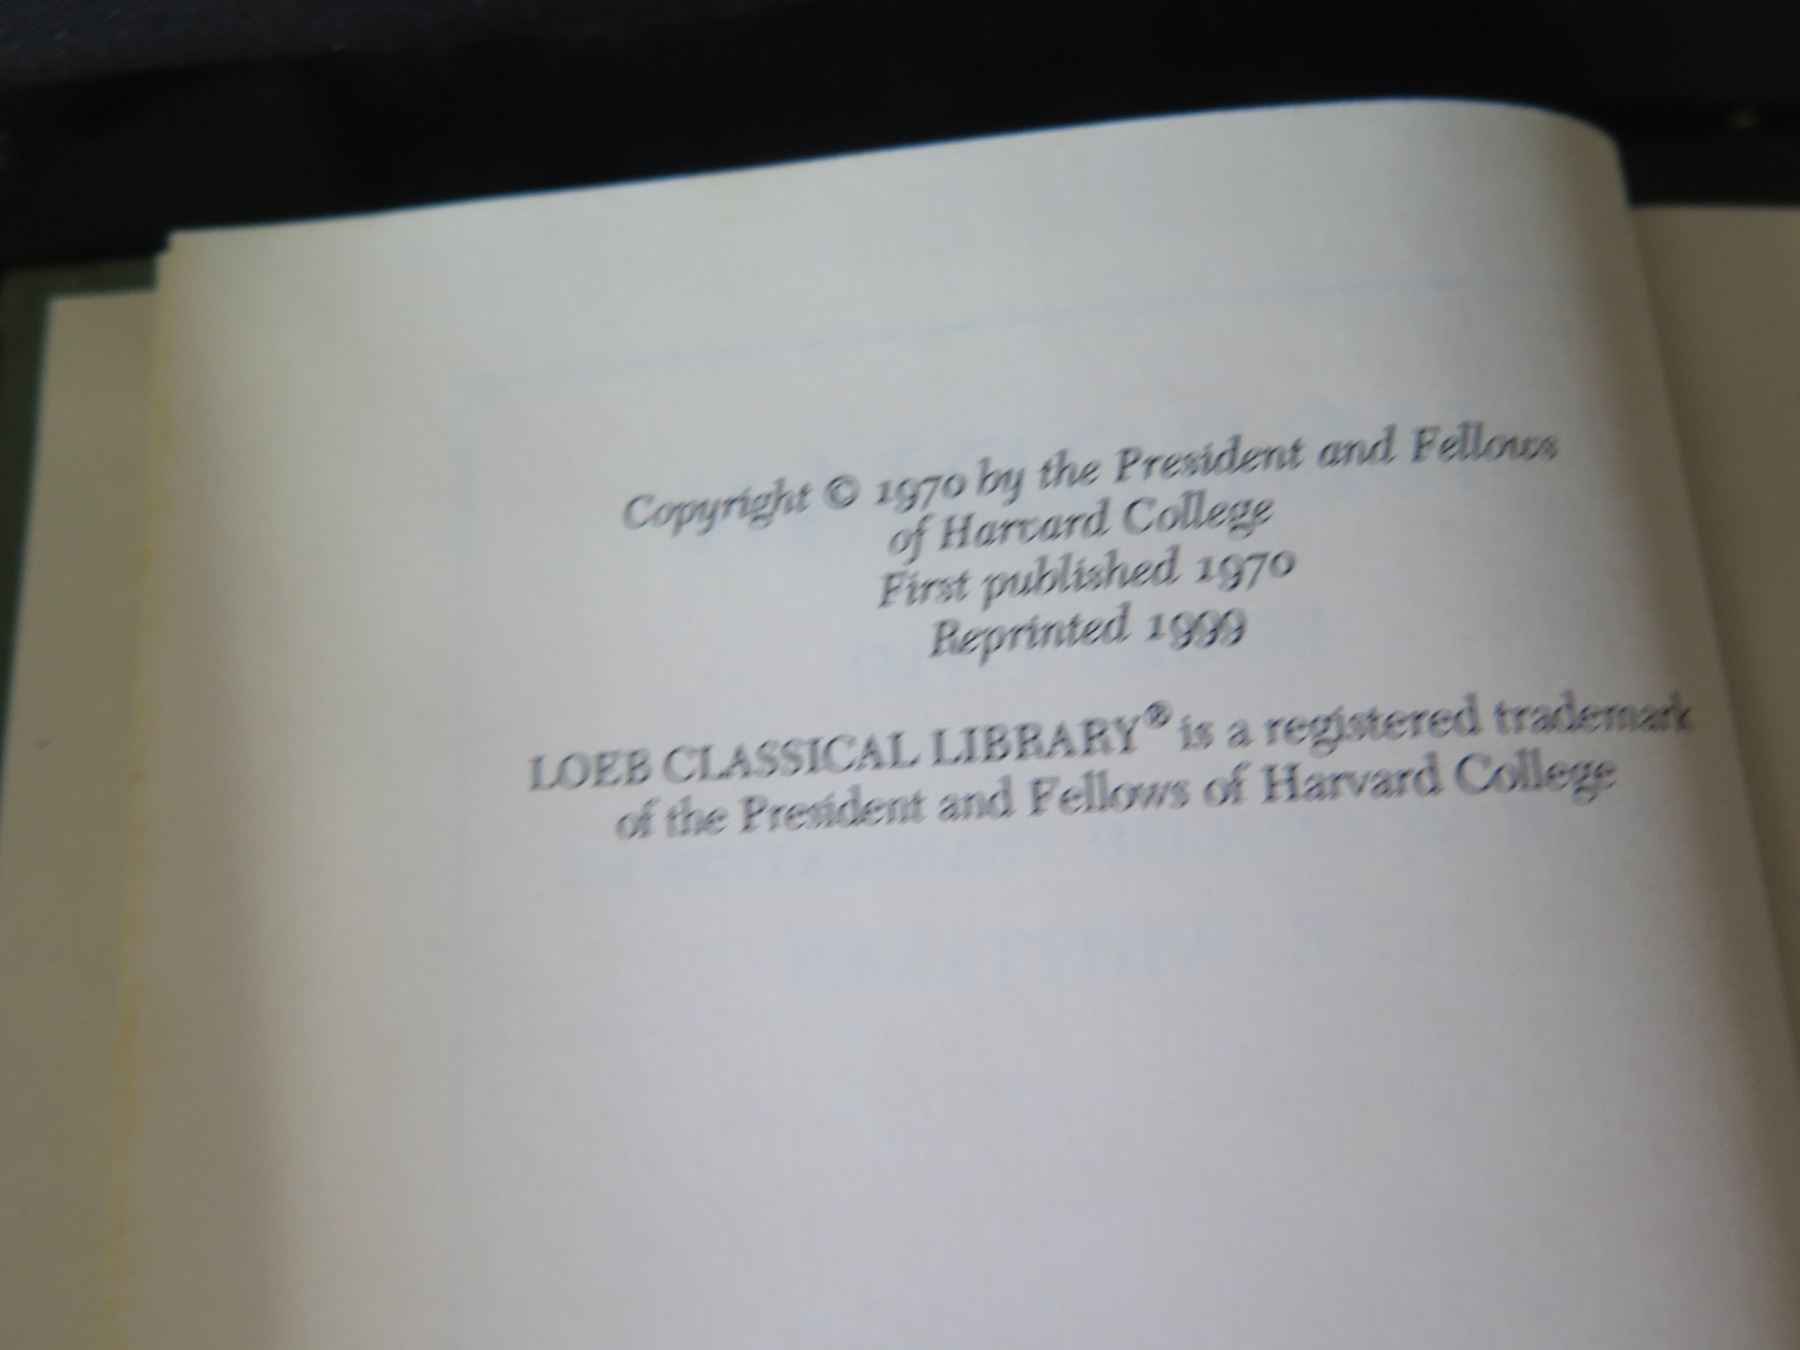 Copyright © 1970 by the President and Fellows
of Harvard College
First published 1970
Reprinted 1999
LOEB CLASSICAL LIBRARY® is a registered trademark
of the President and Fellows of Harvard College